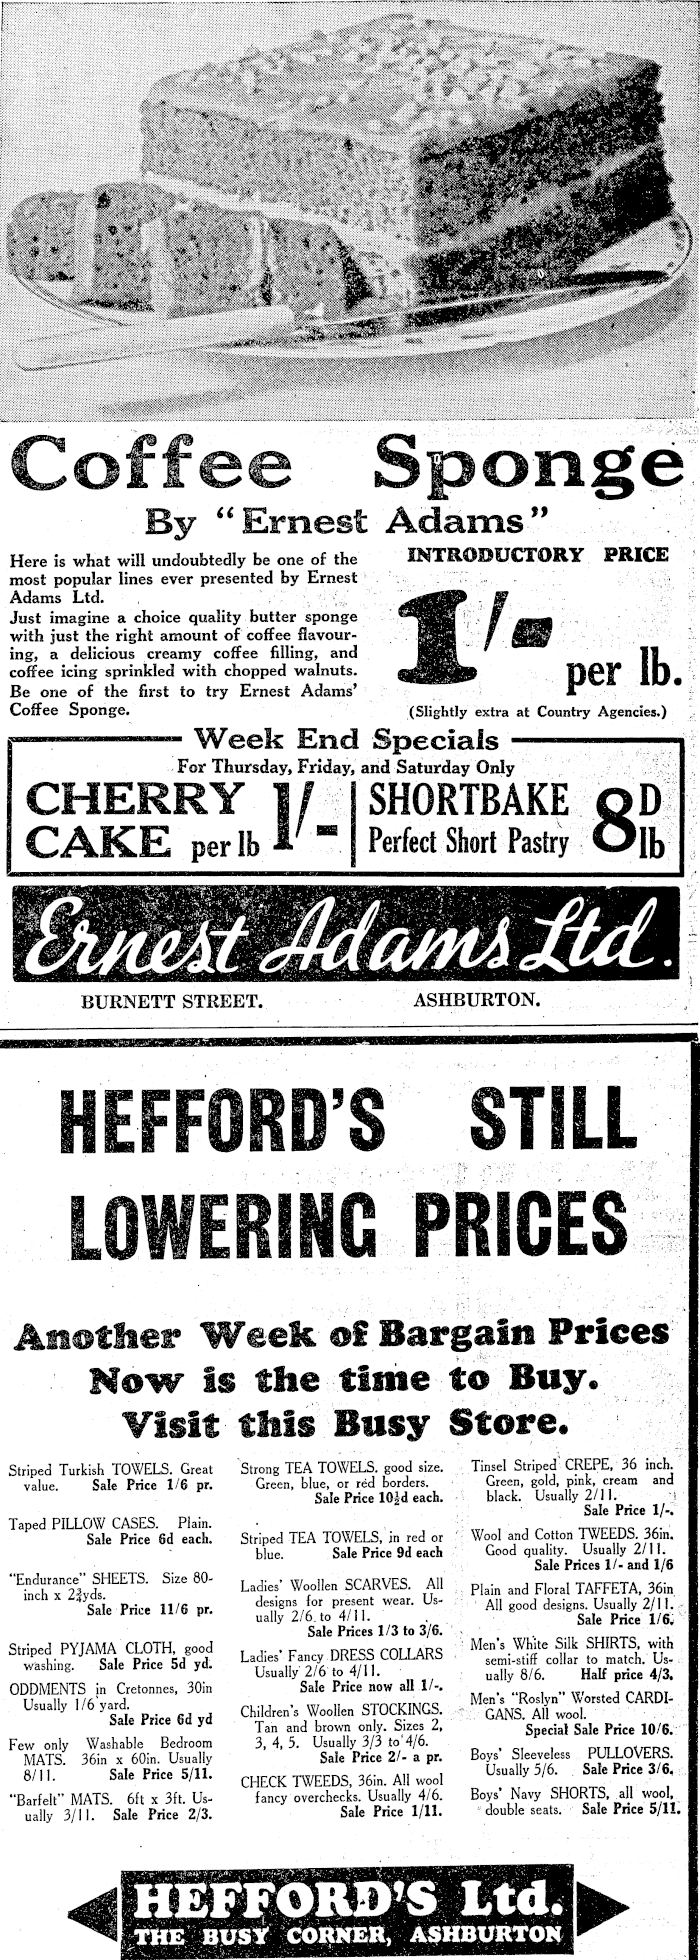 Coffee Sponge
By "Ernest Adams"
Here is what will undoubtedly be one of the
most popular lines ever presented by Ernest
Adams Ltd.
Just imagine a choice quality butter sponge
with just the right amount of coffee flavour-
ing, a delicious creamy coffee filling, and
coffee icing sprinkled with chopped walnuts.
Be one of the first to try Ernest Adams'
Coffee Sponge.
INTRODUCTORY PRICE
1/- per lb.
(Slightly extra at Country Agencies.)
Week End Specials
For Thursday, Friday, and Saturday Only
CHERRY
CAKE per lb 1/-
SHORTBAKE
Perfect Short Pastry
8D lb
Ernest Adams Ltd.
BURNETT STREET. ASHBURTON.
HEFFORD'S STILL
LOWERING PRICES
Another Week of Bargain Prices
Now is the time to Buy.
Visit this Busy Store.
Striped Turkish TOWELS. Great
value. Sale Price 1/6 pr.
Taped PILLOW CASES. Plain.
Sale Price 6d each.
"Endurance" SHEETS. Size 80-
inch x 2¾yds.
Sale Price 11/6 pr.
Striped PYJAMA CLOTH, good
washing. Sale Price 5d yd.
ODDMENTS in Cretonnes, 30in
Usually 1/6 yard.
Sale Price 6d yd
Few only Washable Bedroom
MATS. 36in x 60in. Usually
8/11. Sale Price 5/11.
"Barfelt" MATS. 6ft x 3ft. Us-
ually 3/11. Sale Price 2/3.
Strong TEA TOWELS. good size.
Green, blue, or red borders.
Sale Price 10½d each.
Striped TEA TOWELS, in red or
blue. Sale Price 9d each
Ladies' Woollen SCARVES. All
designs for present wear. Us-
ually 2/6 to 4/11.
Sale Prices 1/3 to 3/6.
Ladies' Fancy DRESS COLLARS
Usually 2/6 to 4/11.
Sale Price now all 1/-.
Children's Woollen STOCKINGS.
Tan and brown only. Sizes 2,
3, 4, 5. Usually 3/3 to 4/6.
Sale Price 2/- a pr.
CHECK TWEEDS, 36in. All wool
fancy overchecks. Usually 4/6.
Sale Price 1/11.
Tinsel Striped CREPE, 36 inch.
Green, gold, pink, cream and
black. Usually 2/11.
Sale Price 1/-.
Wool and Cotton TWEEDS. 36in.
Good quality. Usually 2/11.
Sale Prices 1/- and 1/6
Plain and Floral TAFFETA, 36in
All good designs. Usually 2/11.
Sale Price 1/6.
Men's White Silk SHIRTS, with
semi-stiff collar to match. Us-
ually 8/6. Half price 4/3.
Men's "Roslyn" Worsted CARDI-
GANS. All wool.
Special Sale Price 10/6.
Boys' Sleeveless PULLOVERS.
Usually 5/6. Sale Price 3/6.
Boys' Navy SHORTS, all wool,
double seats. Sale Price 5/11.
HEFFORD'S Ltd.
THE BUSY CORNER, ASHBURTON